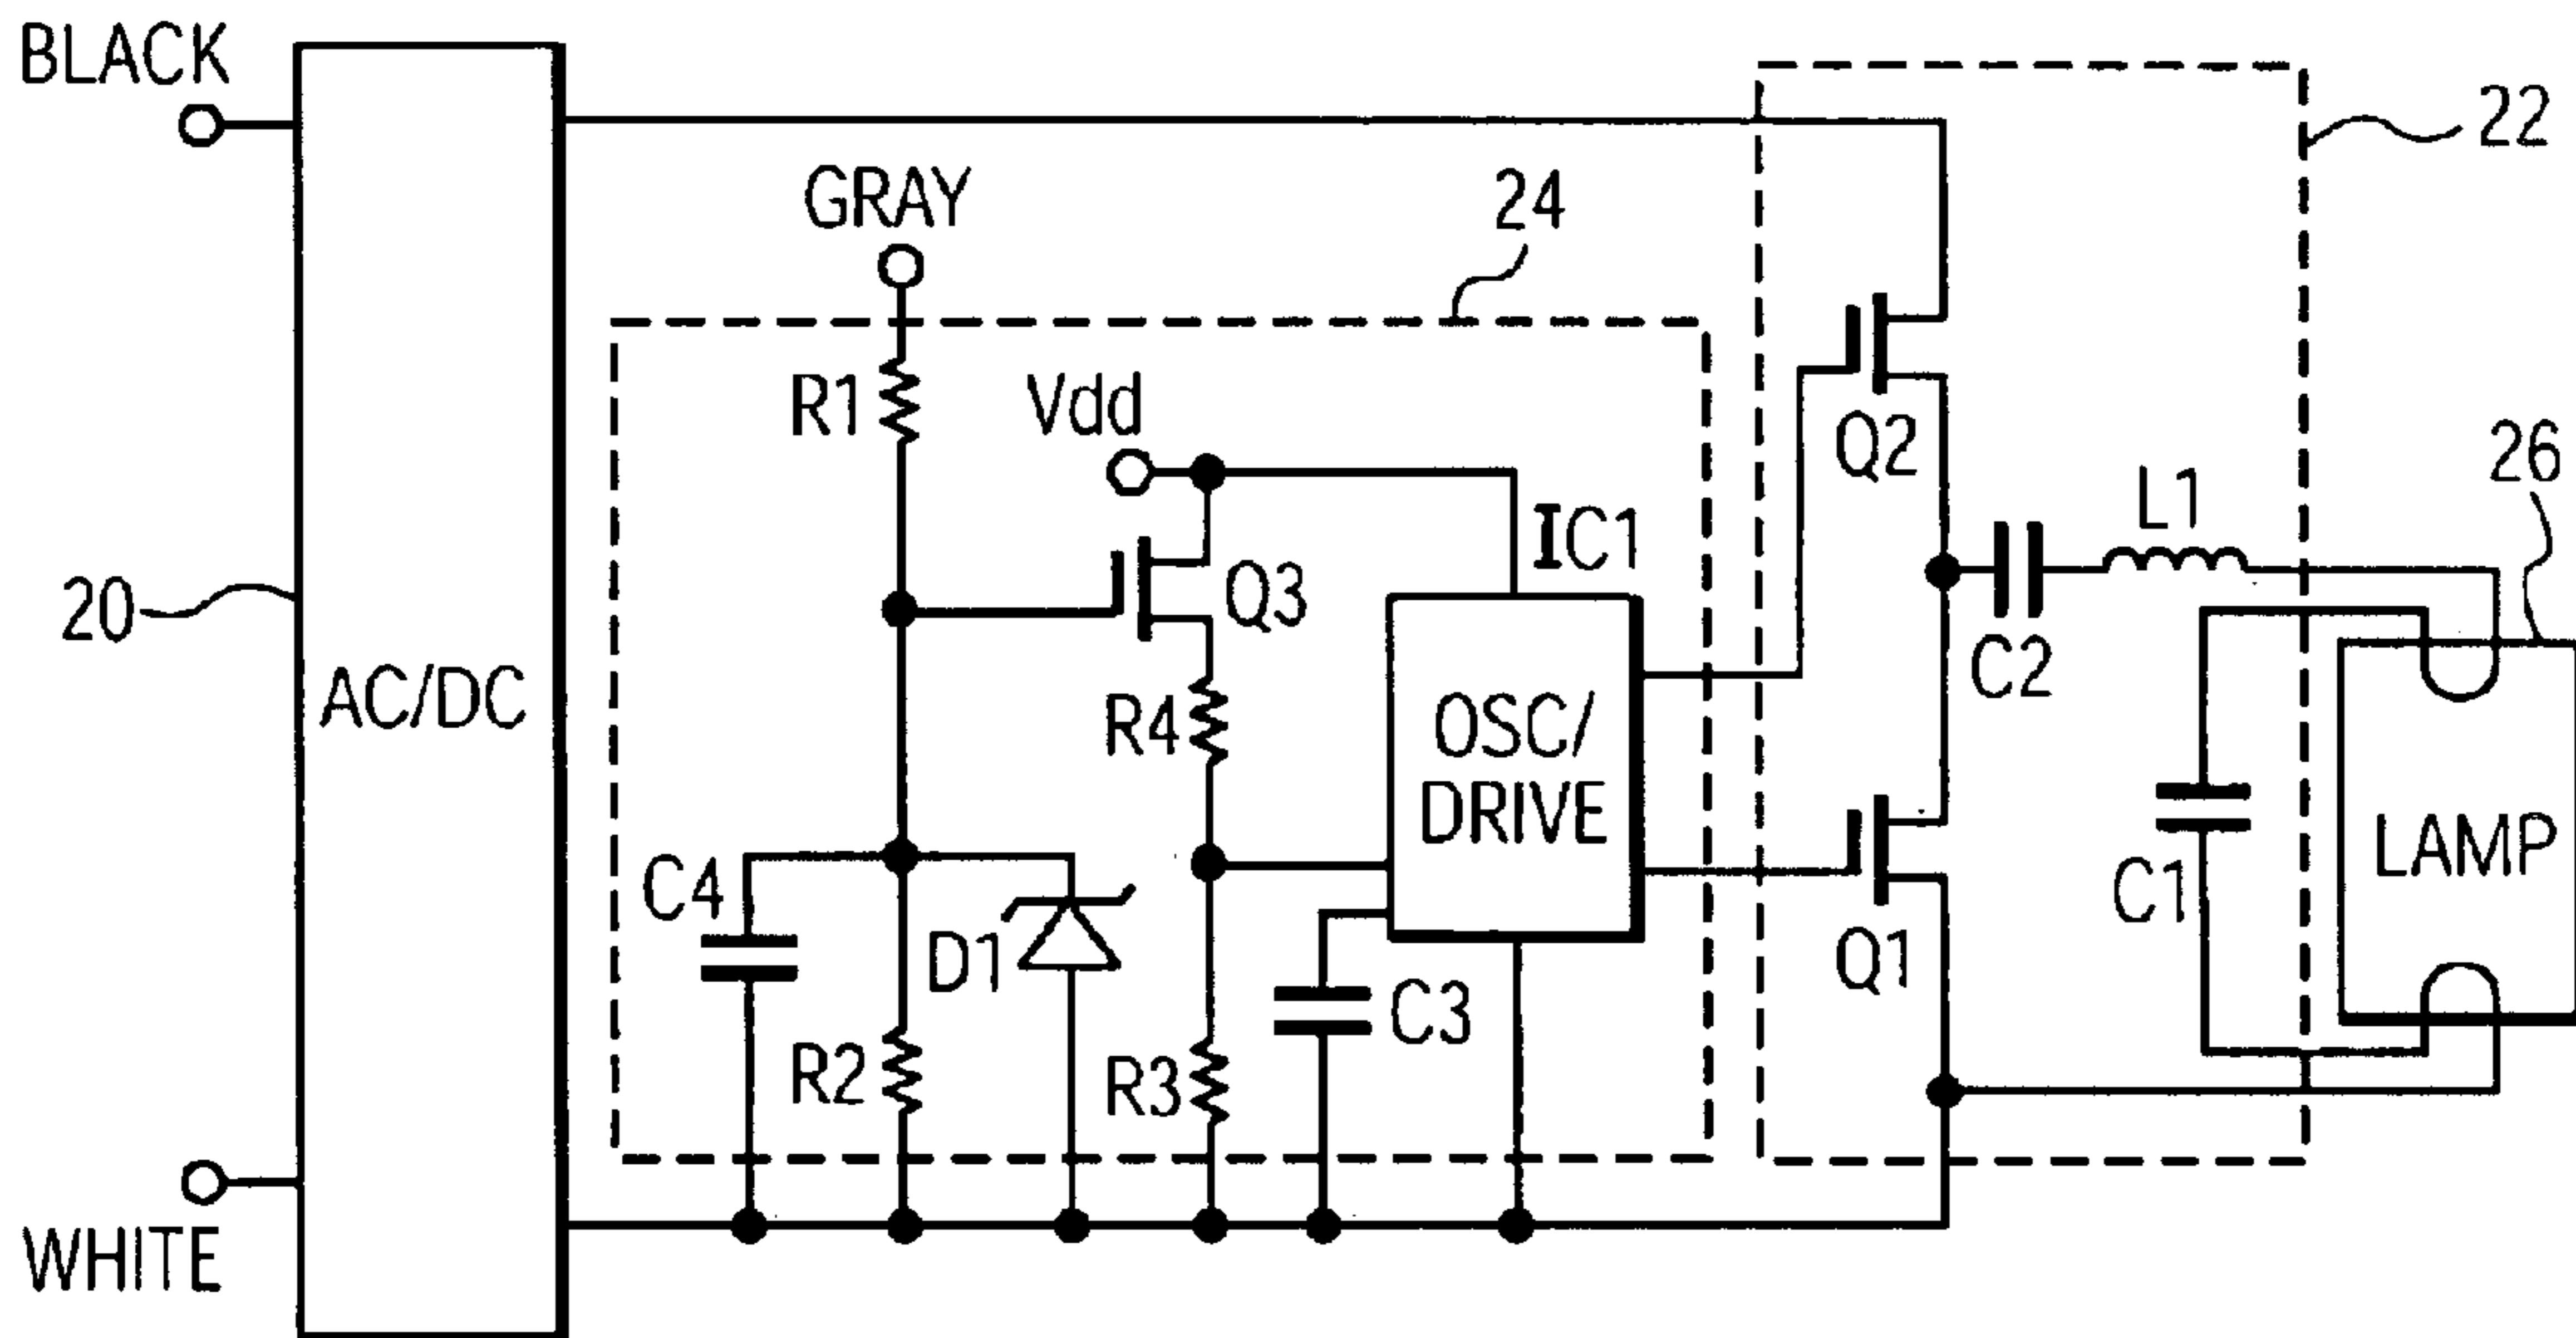 BLACK
22
GRAY
24
R1
Vdd
Q2
26
L1
IC1
Q3
20
C2
AC/DC
R4
OSC/
DRIVE
LAMP
C4
C1
D1
Q1
C3
R2
R3
WHITE